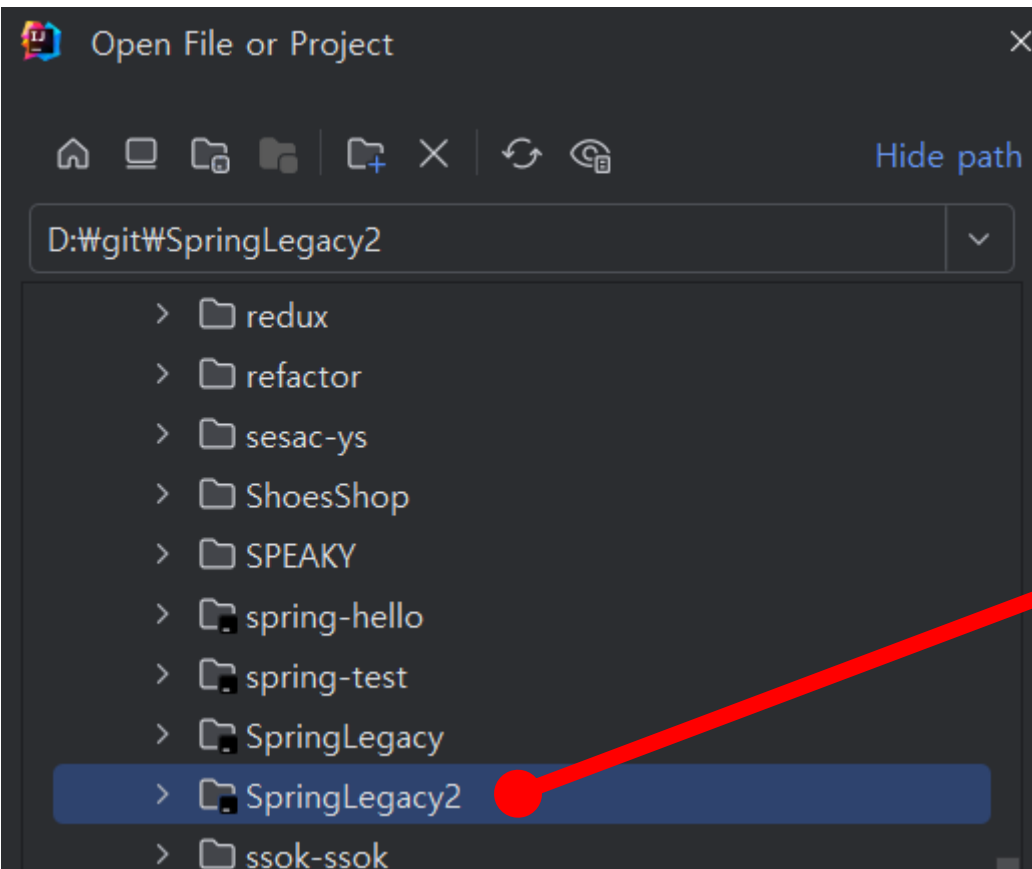 Open File or Project
Hide path
D:₩git₩SpringLegacy2
redux
refactor
sesac-ys
ShoesShop
SPEAKY
spring-hello
spring-test
SpringLegacy
SpringLegacy2
ssok-ssok